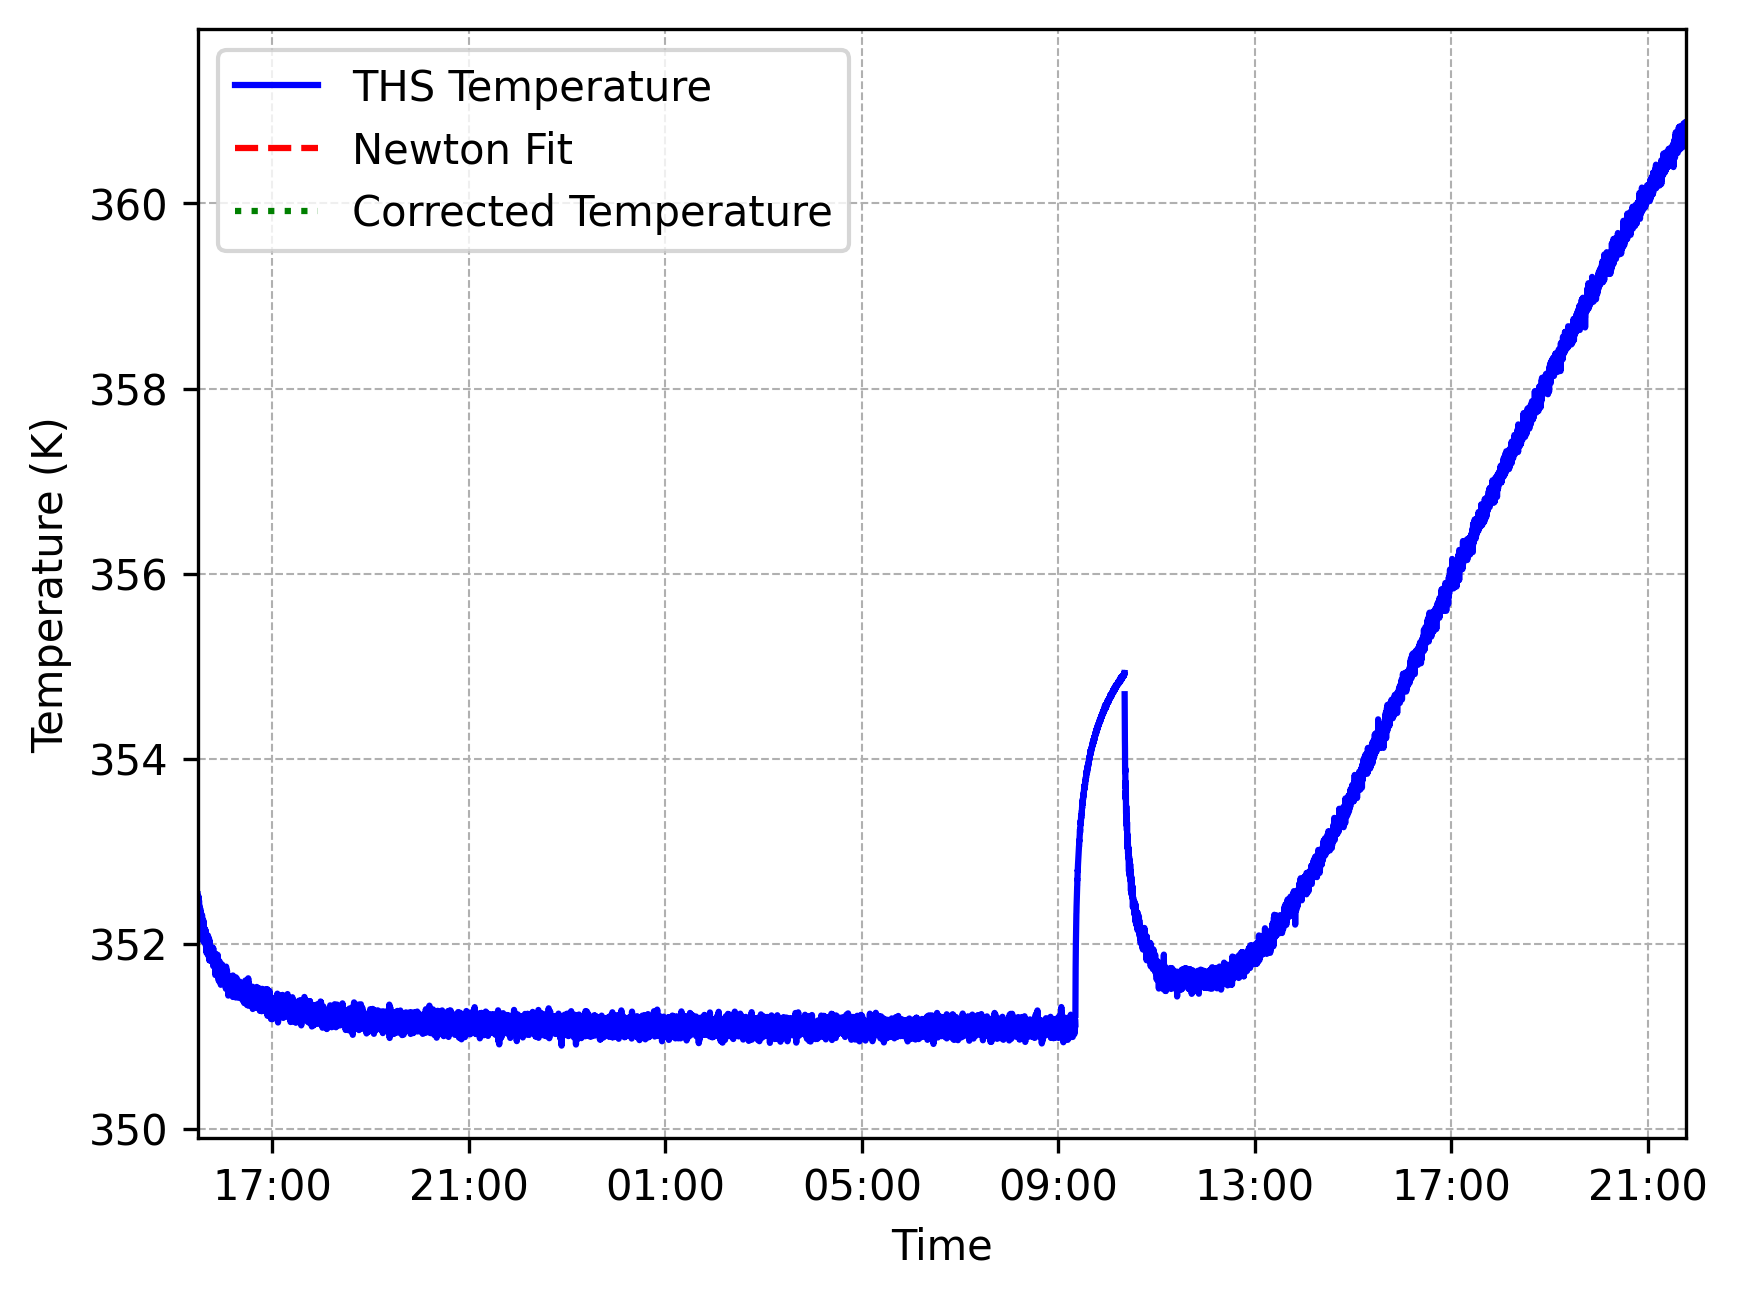 THS Temperature
Newton Fit
Corrected Temperature
360
358
356
354
352
350
Temperature (K)
17:00 21:00 01:00 05:00 09:00 13:00 17:00 21:00
Time